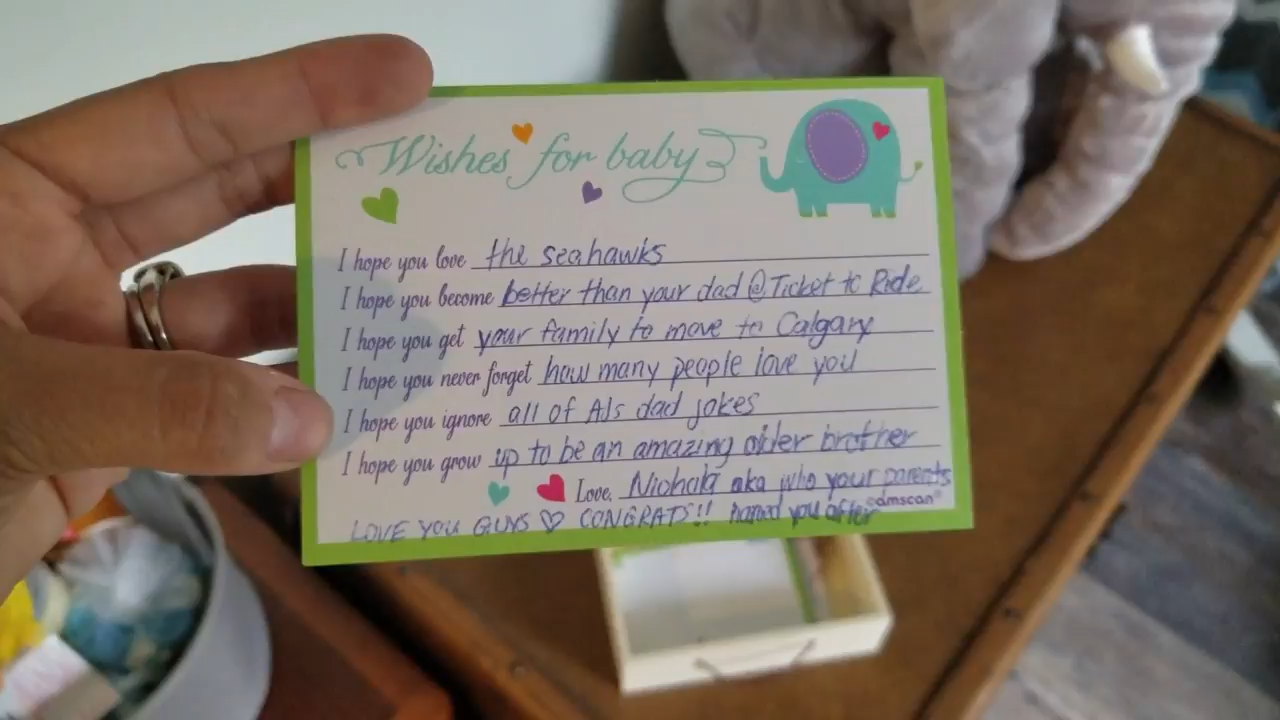 Wishes for baby
I hope you love the seahawks
I hope you become better than your dad @ Ticket to Ride
I hope you get your family to move to Calgary
I hope you never forget how many people love you
I hope you ignore all of AJs dad jokes
I hope you grow up to be an amazing older brother
Love, aka who your parents
©amscan®
LOVE YOU GUYS ♡ CONGRATS!! named you after